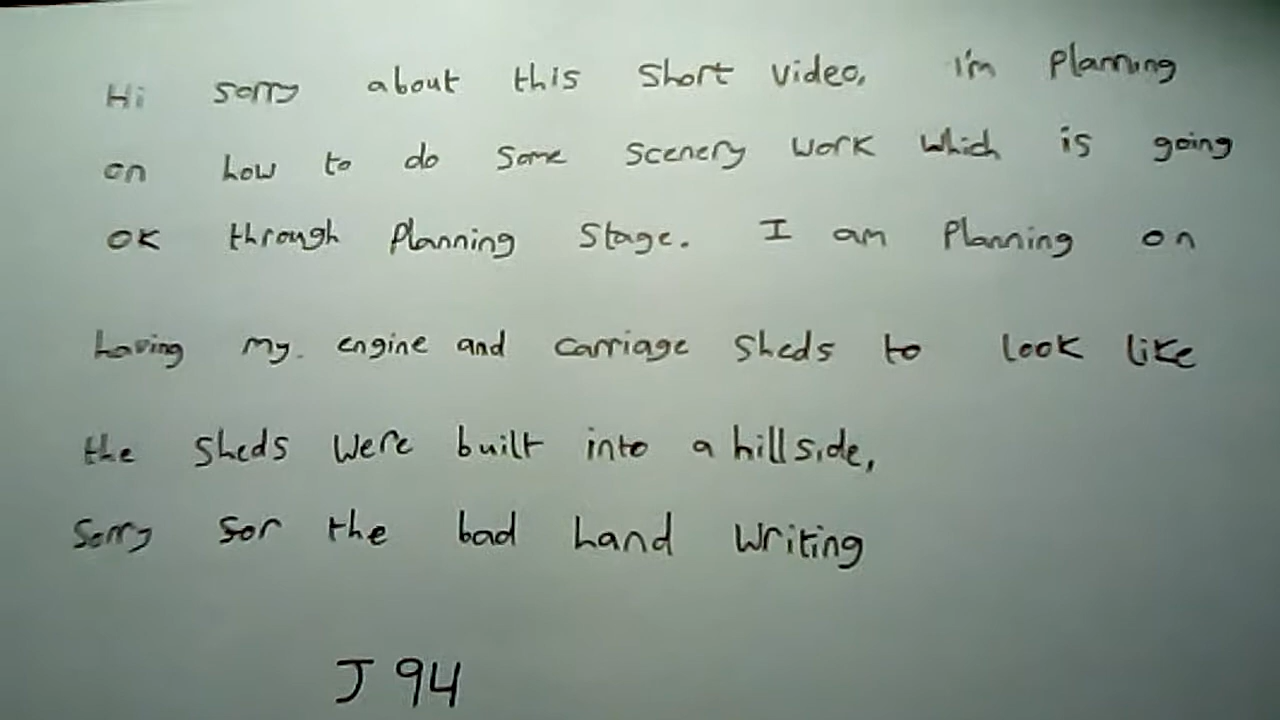 Hi sorry about this short video, I'm planning
on how to do some scenery work which is going
OK through planning stage. I am planning on
having my engine and carriage sheds to look like
the sheds were built into a hillside,
Sorry for the bad hand writing
J94